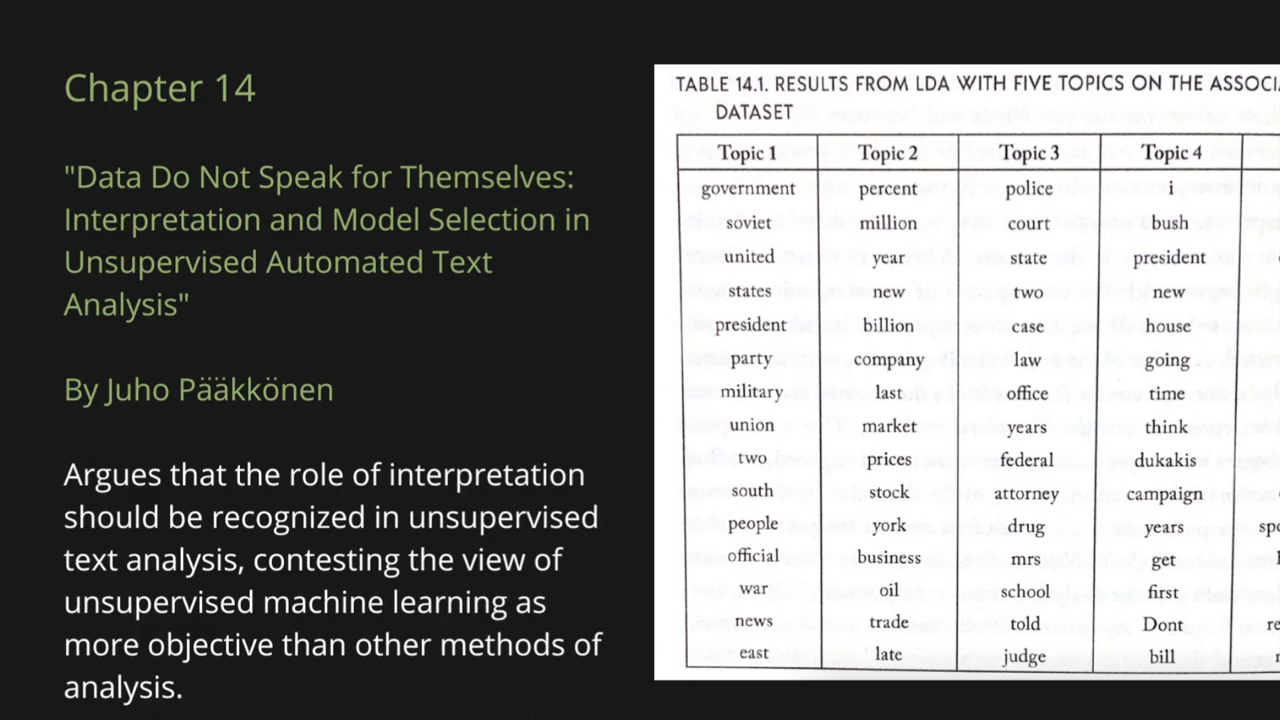 Chapter 14
"Data Do Not Speak for Themselves:
Interpretation and Model Selection in
Unsupervised Automated Text
Analysis"
By Juho Pääkkönen
Argues that the role of interpretation
should be recognized in unsupervised
text analysis, contesting the view of
unsupervised machine learning as
more objective than other methods of
analysis.
TABLE 14.1. RESULTS FROM LDA WITH FIVE TOPICS ON THE
DATASET
Topic 1 Topic 2 Topic 3 Topic 4
government percent police i
soviet million court bush
united year state president
states new two new
president billion case house
party company law going
military last office time
union market years think
two prices federal dukakis
south stock attorney campaign
people york drug years
official business mrs get
war oil school first
news trade told Dont
east late judge bill